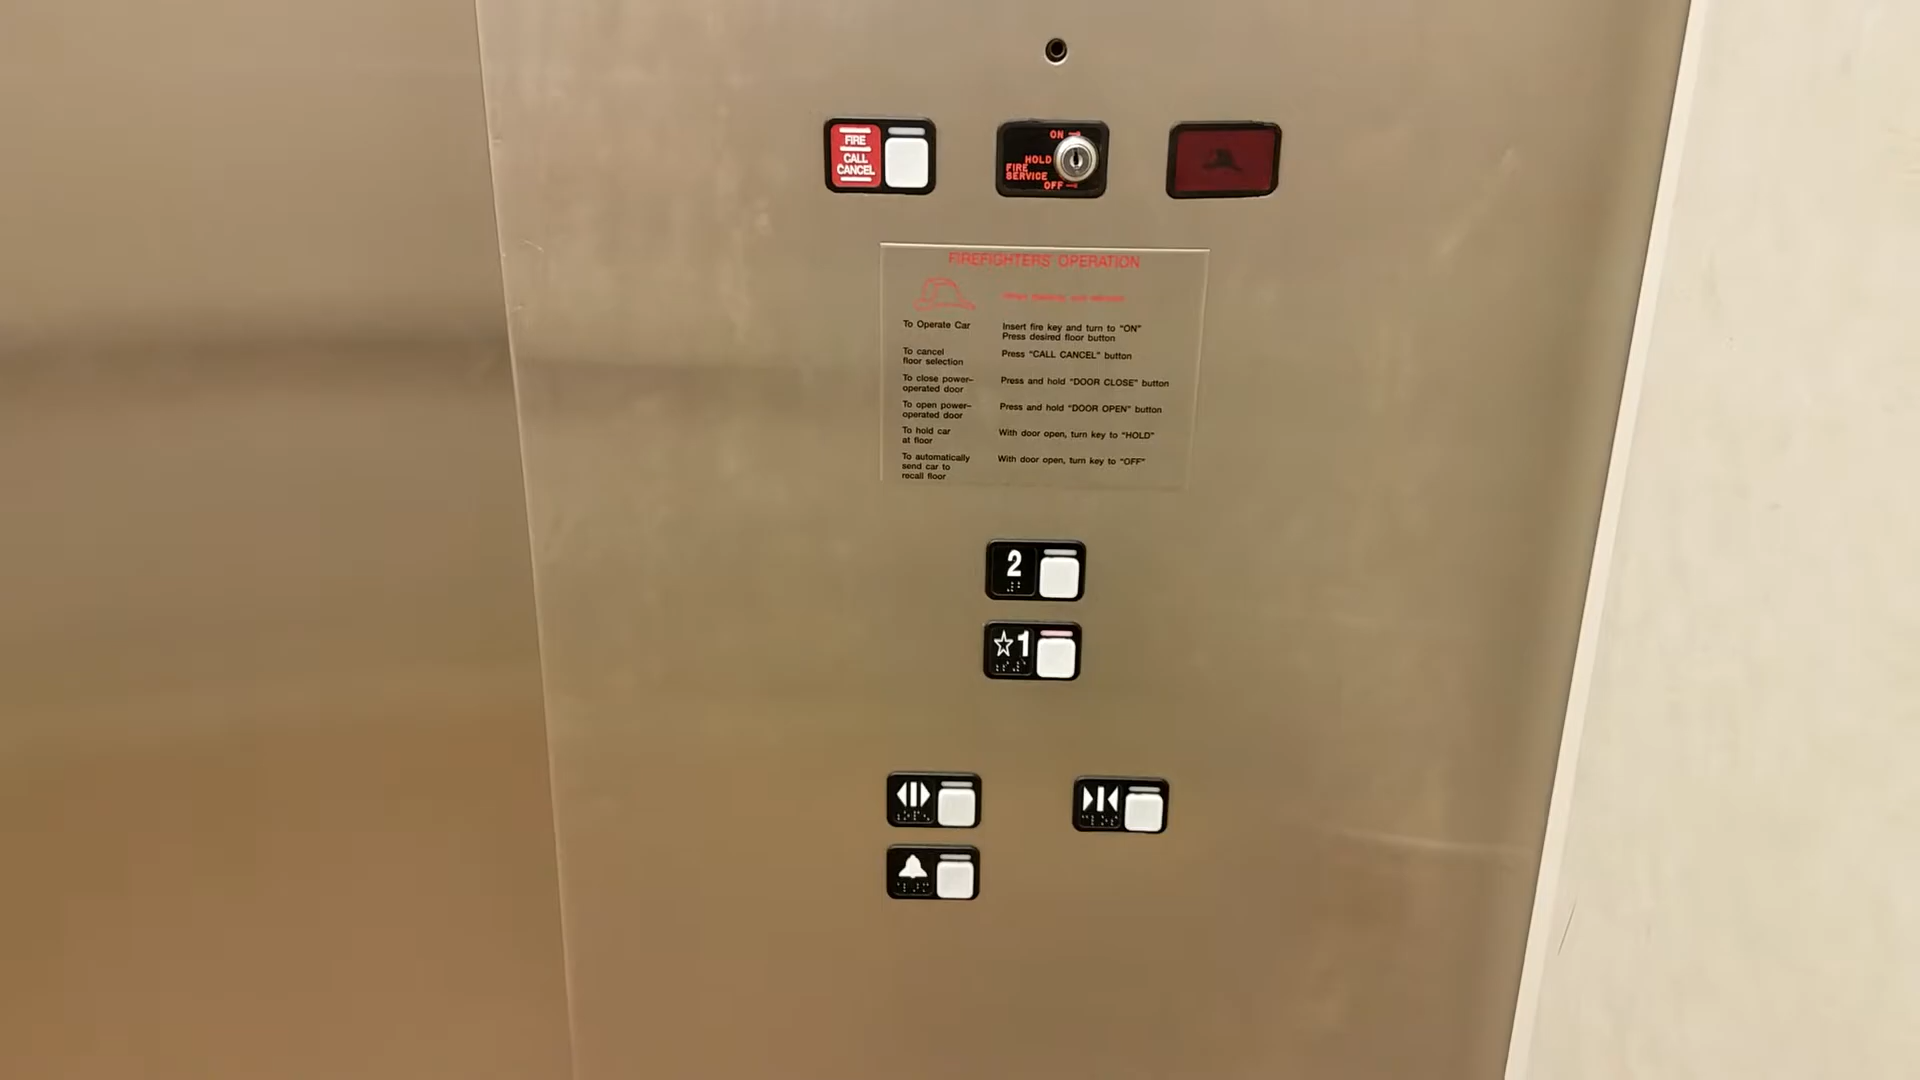 FIRE
CALL
CANCEL
ON
HOLD
FIRE
SERVICE
OFF
FIREFIGHTERS' OPERATION
To Operate Car
Insert fire key and turn to "ON"
Press desired floor button
To cancel
floor selection
Press "CALL CANCEL" button
To close power-
operated door
Press and hold "DOOR CLOSE" button
To open power-
operated door
Press and hold "DOOR OPEN" button
To hold car
at floor
With door open, turn key to "HOLD"
To automatically
send car to
recall floor
With door open, turn key to "OFF"
2
☆1